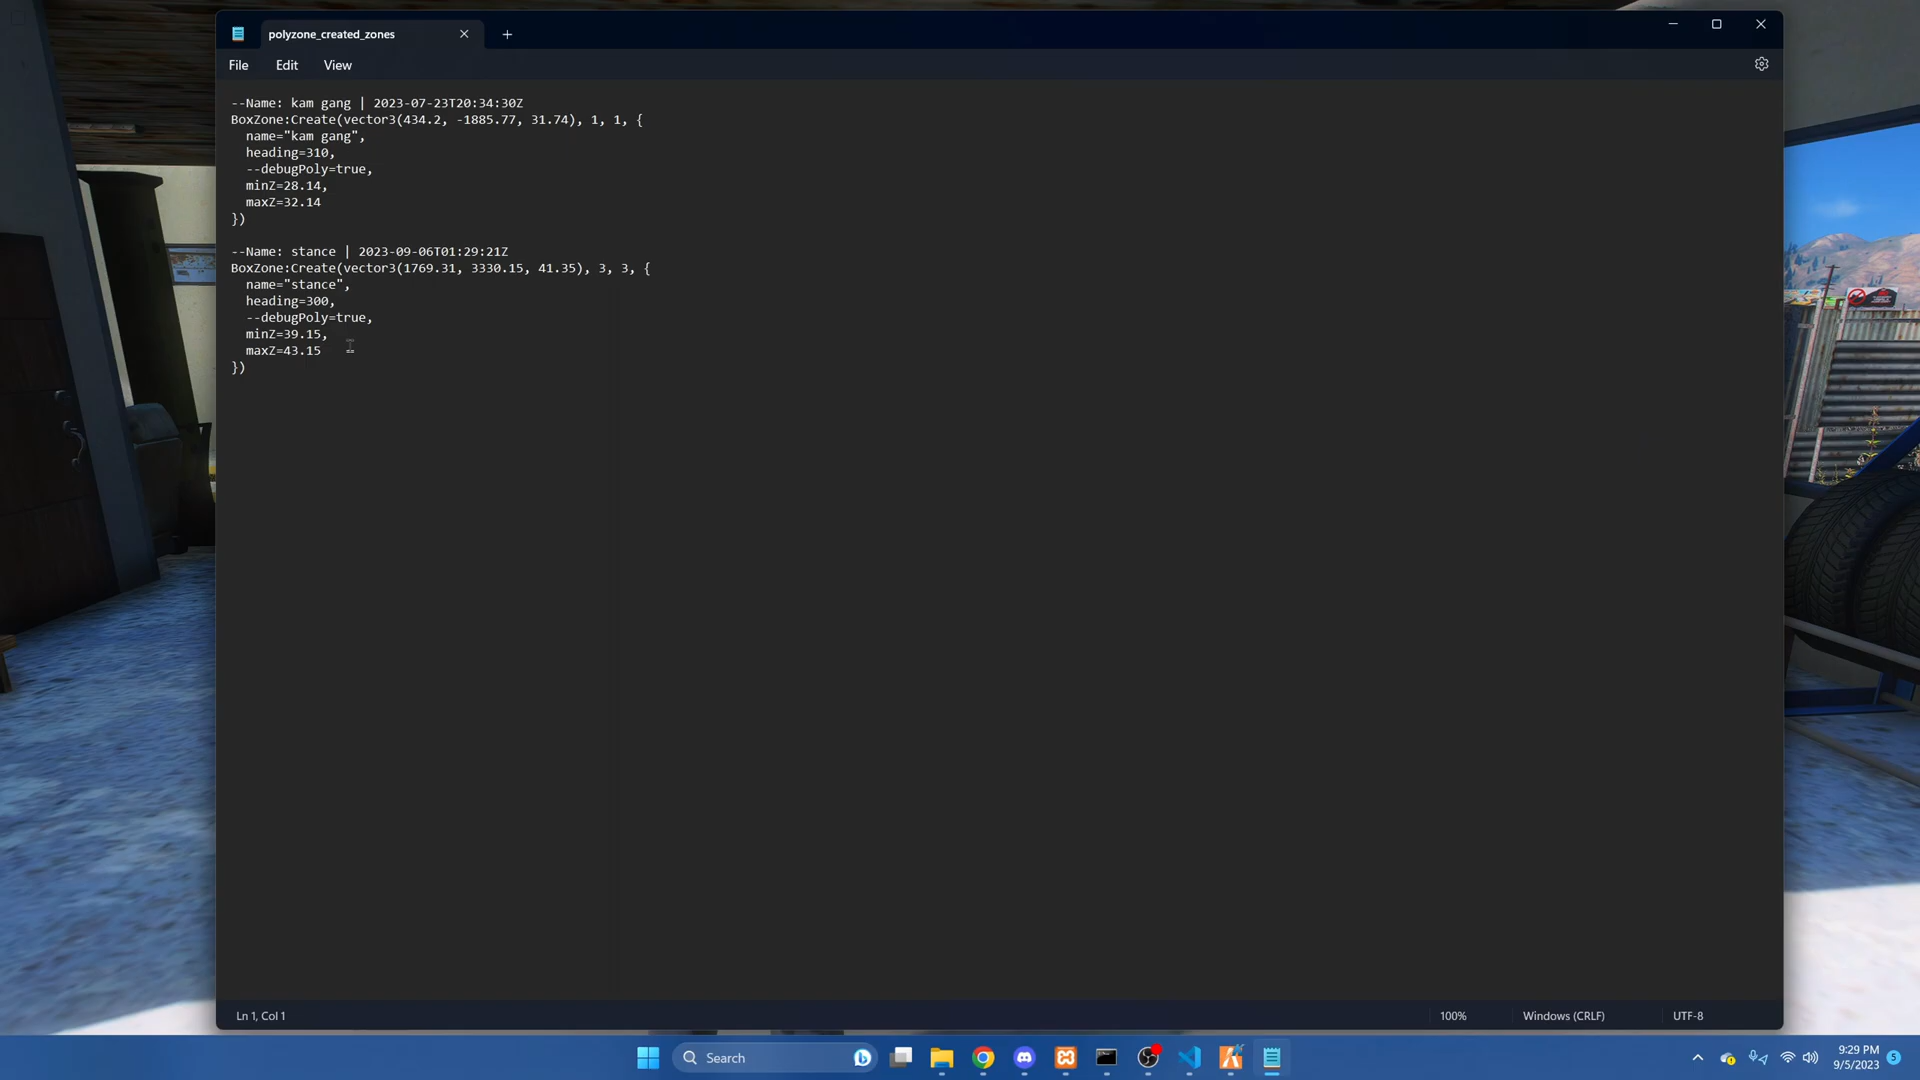 polyzone_created_zones
File Edit View
--Name: kam gang | 2023-07-23T20:34:30Z
BoxZone:Create(vector3(434.2, -1885.77, 31.74), 1, 1, {
  name="kam gang",
  heading=310,
  --debugPoly=true,
  minZ=28.14,
  maxZ=32.14
})
--Name: stance | 2023-09-06T01:29:21Z
BoxZone:Create(vector3(1769.31, 3330.15, 41.35), 3, 3, {
  name="stance",
  heading=300,
  --debugPoly=true,
  minZ=39.15,
  maxZ=43.15
})
Ln 1, Col 1 100% Windows (CRLF) UTF-8
Search 9:29 PM
9/5/2023 5